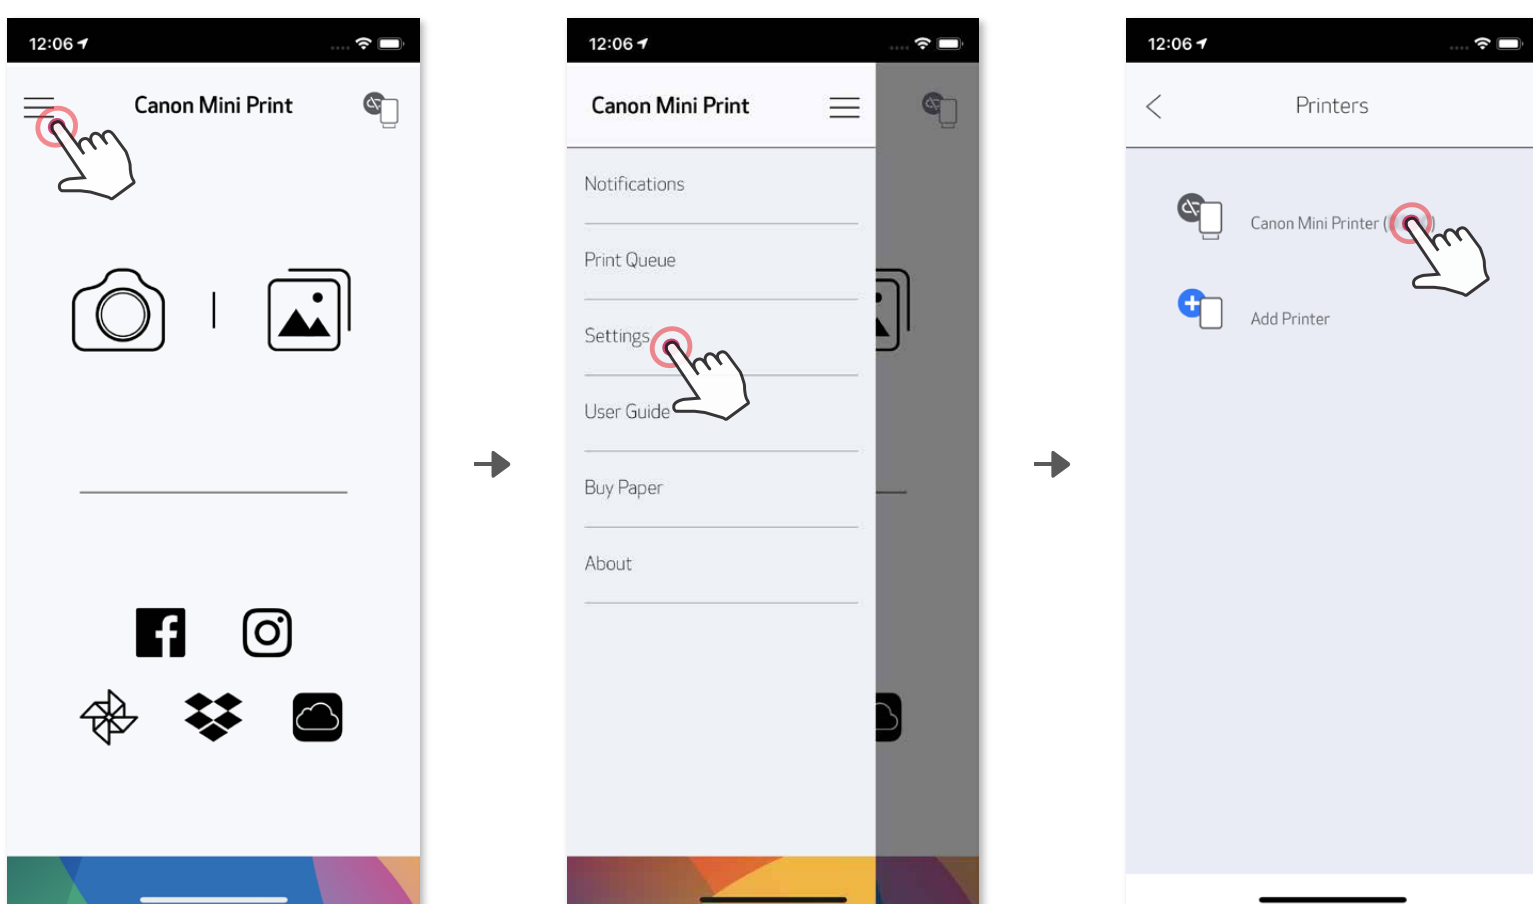 12:06
Canon Mini Print
12:06
Canon Mini Print
Notifications
Print Queue
Settings
User Guide
Buy Paper
About
12:06
Printers
Canon Mini Printer ( )
Add Printer